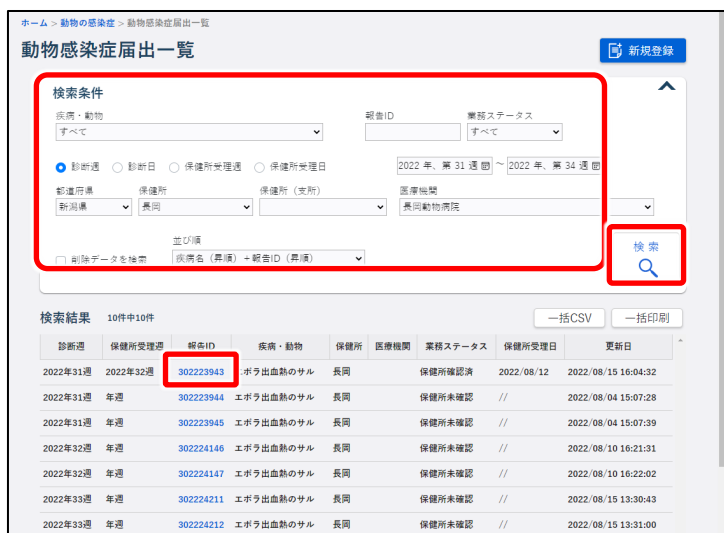 ホーム > 動物の感染症 > 動物感染症届出一覧
動物感染症届出一覧
新規登録
検索条件
疾病・動物 報告ID 業務ステータス
すべて すべて
診断週 診断日 保健所受理週 保健所受理日 2022 年、第 31 週 ~ 2022 年、第 34 週
都道府県 保健所 保健所（支所） 医療機関
新潟県 長岡 長岡動物病院
並び順
削除データを検索 疾病名（昇順）+報告ID（昇順）
検索
検索結果 10件中10件 一括CSV 一括印刷
診断週 保健所受理週 報告ID 疾病・動物 保健所 医療機関 業務ステータス 保健所受理日 更新日
2022年31週 2022年32週 302223943 エボラ出血熱のサル 長岡 保健所確認済 2022/08/12 2022/08/15 16:04:32
2022年31週 年週 302223944 エボラ出血熱のサル 長岡 保健所未確認 // 2022/08/04 15:07:28
2022年31週 年週 302223945 エボラ出血熱のサル 長岡 保健所未確認 // 2022/08/04 15:07:39
2022年32週 年週 302224146 エボラ出血熱のサル 長岡 保健所未確認 // 2022/08/10 16:21:31
2022年32週 年週 302224147 エボラ出血熱のサル 長岡 保健所未確認 // 2022/08/10 16:22:02
2022年33週 年週 302224211 エボラ出血熱のサル 長岡 保健所未確認 // 2022/08/15 13:30:43
2022年33週 年週 302224212 エボラ出血熱のサル 長岡 保健所未確認 // 2022/08/15 13:31:00